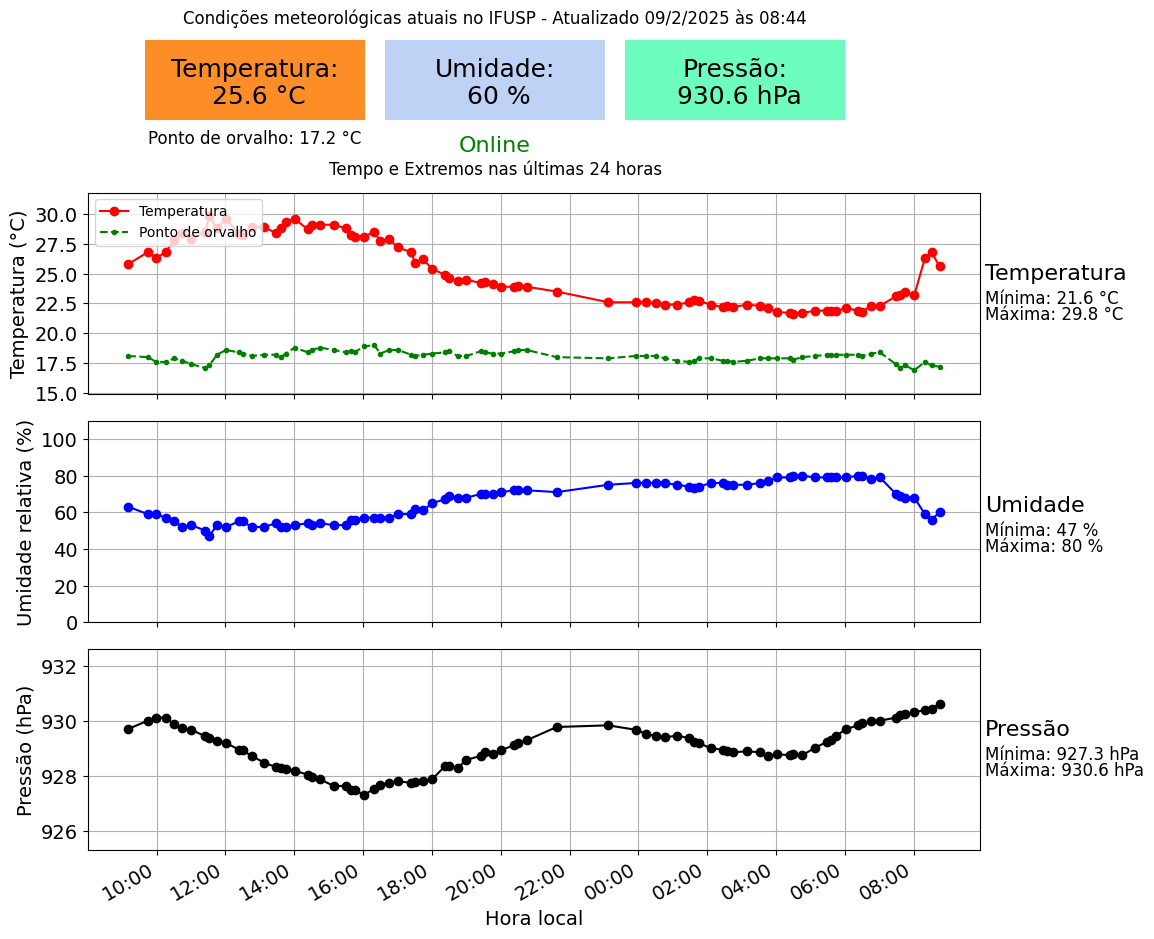 Condições meteorológicas atuais no IFUSP - Atualizado 09/2/2025 às 08:44
Temperatura:
25.6 °C
Umidade:
60 %
Pressão:
930.6 hPa
Ponto de orvalho: 17.2 °C
Online
Tempo e Extremos nas últimas 24 horas
Temperatura (°C)
30.0
27.5
25.0
22.5
20.0
17.5
15.0
Temperatura
Ponto de orvalho
Temperatura
Mínima: 21.6 °C
Máxima: 29.8 °C
Umidade relativa (%)
100
80
60
40
20
0
Umidade
Mínima: 47 %
Máxima: 80 %
Pressão (hPa)
932
930
928
926
Pressão
Mínima: 927.3 hPa
Máxima: 930.6 hPa
10:00 12:00 14:00 16:00 18:00 20:00 22:00 00:00 02:00 04:00 06:00 08:00
Hora local